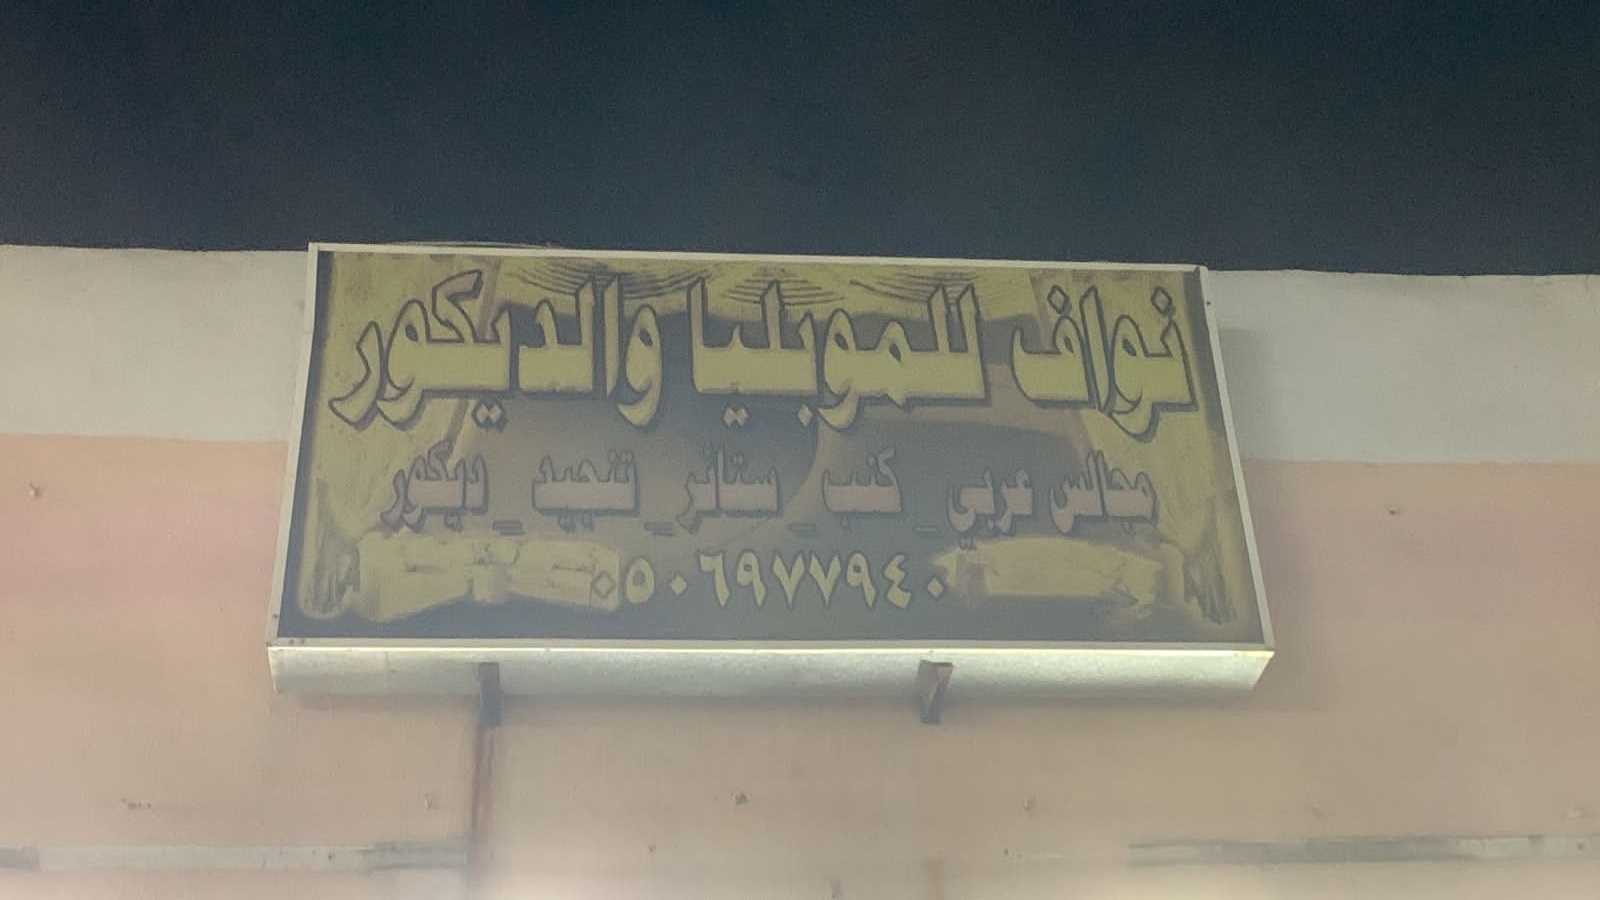 نواف للموبليا والديكور
مجالس عربي _ كنب _ ستائر _ تنجيد _ ديكور
٠٥٠٦٩٧٧٩٤٠